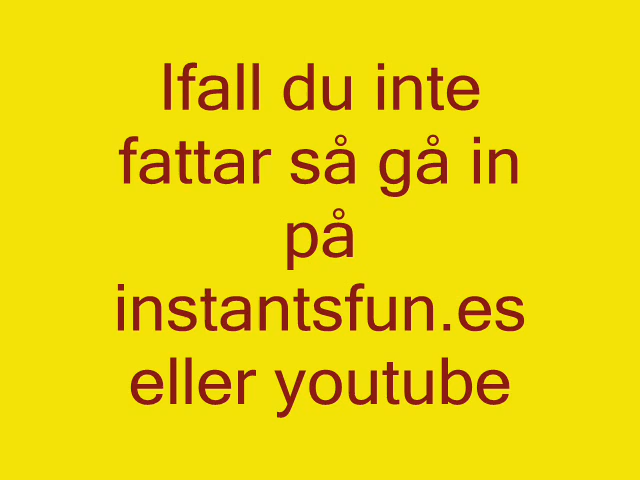 Ifall du inte
fattar så gå in
på
instantsfun.es
eller youtube